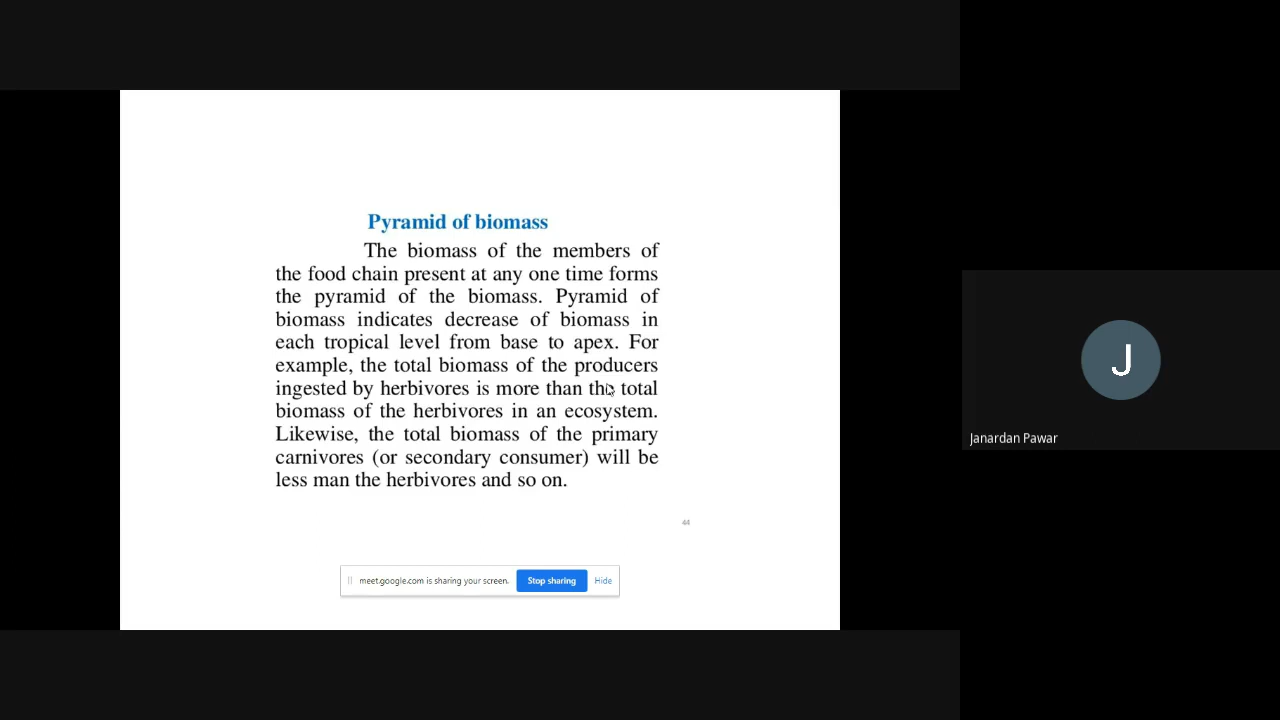 Pyramid of biomass
The biomass of the members of
the food chain present at any one time forms
the pyramid of the biomass. Pyramid of
biomass indicates decrease of biomass in
each tropical level from base to apex. For
example, the total biomass of the producers
ingested by herbivores is more than the total
biomass of the herbivores in an ecosystem.
Likewise, the total biomass of the primary
carnivores (or secondary consumer) will be
less man the herbivores and so on.
44
meet.google.com is sharing your screen. Stop sharing Hide
J
Janardan Pawar